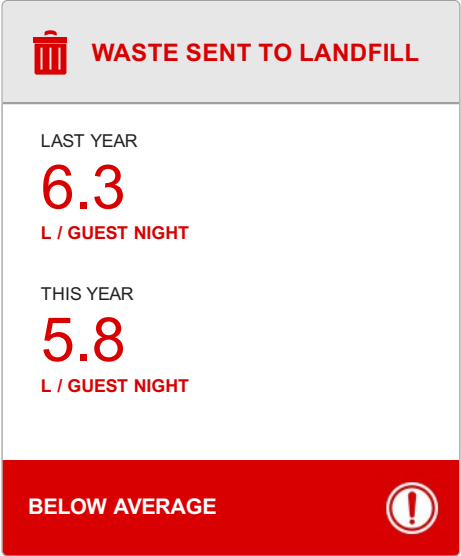 WASTE SENT TO LANDFILL
LAST YEAR
6.3
L / GUEST NIGHT
THIS YEAR
5.8
L / GUEST NIGHT
BELOW AVERAGE